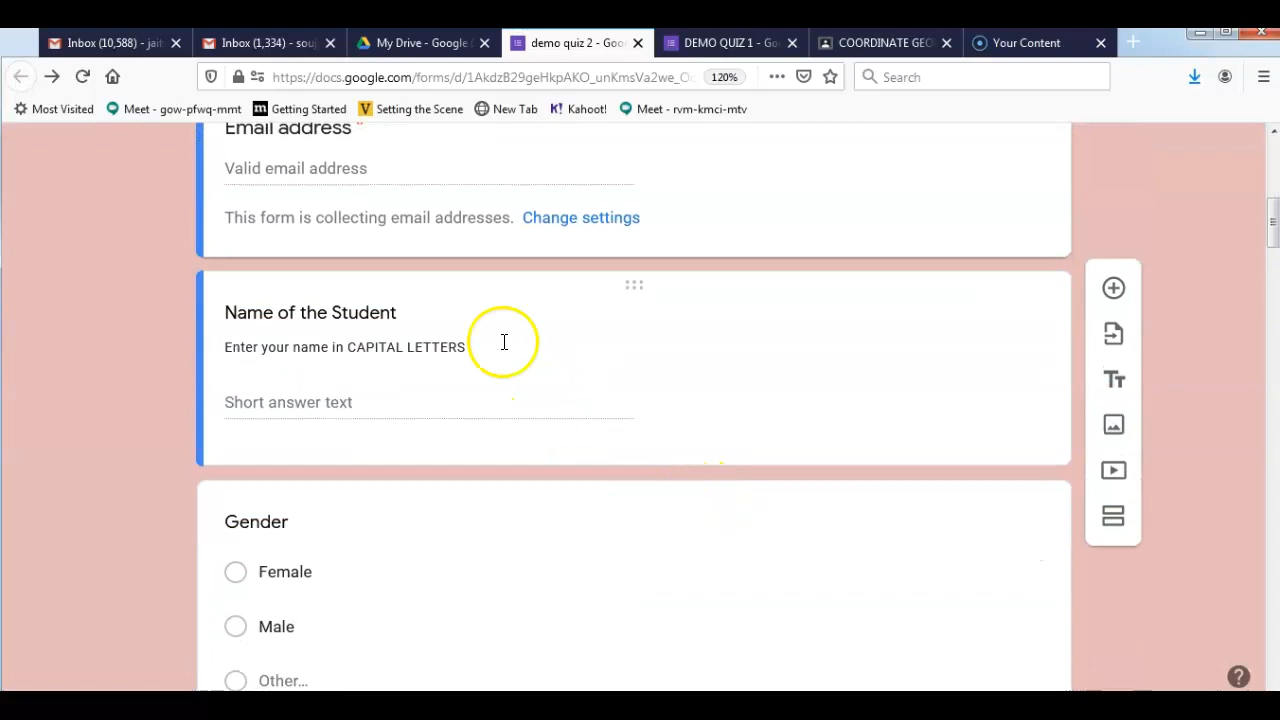 Inbox (10,588) - jait
Inbox (1,334) - sou
My Drive - Google
demo quiz 2 - Goo
DEMO QUIZ 1 - Goo
COORDINATE GEO
Your Content
https://docs.google.com/forms/d/1AkdzB29geHkpAKO_unKmsVa2we_Oc
120%
Search
Most Visited
Meet - gow-pfwq-mmt
Getting Started
Setting the Scene
New Tab
Kahoot!
Meet - rvm-kmci-mtv
Email address *
Valid email address
This form is collecting email addresses. Change settings
Name of the Student
Enter your name in CAPITAL LETTERS
Short answer text
Gender
Female
Male
Other...